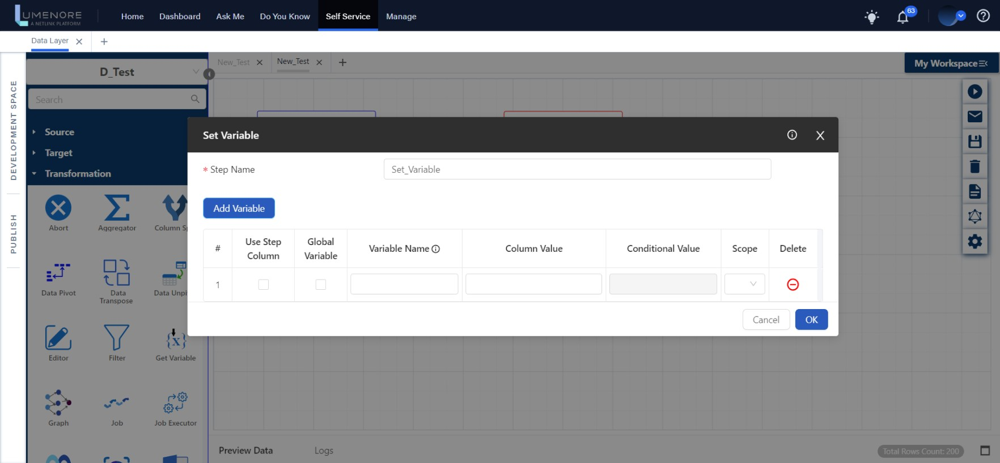 LUMENORE
A NETLINK PLATFORM
Home
Dashboard
Ask Me
Do You Know
Self Service
Manage
63
Data Layer
DEVELOPMENT SPACE
PUBLISH
D_Test
Search
Source
Target
Transformation
Abort
Aggregator
Column Sp
Data Pivot
Data
Transpose
Data Unpi
Editor
Filter
Get Variable
Graph
Job
Job Executor
New_Test
New_Test
My Workspace
Set Variable
* Step Name
Set_Variable
Add Variable
#
Use Step
Column
Global
Variable
Variable Name
Column Value
Conditional Value
Scope
Delete
1
Cancel
OK
Preview Data
Logs
Total Rows Count: 200